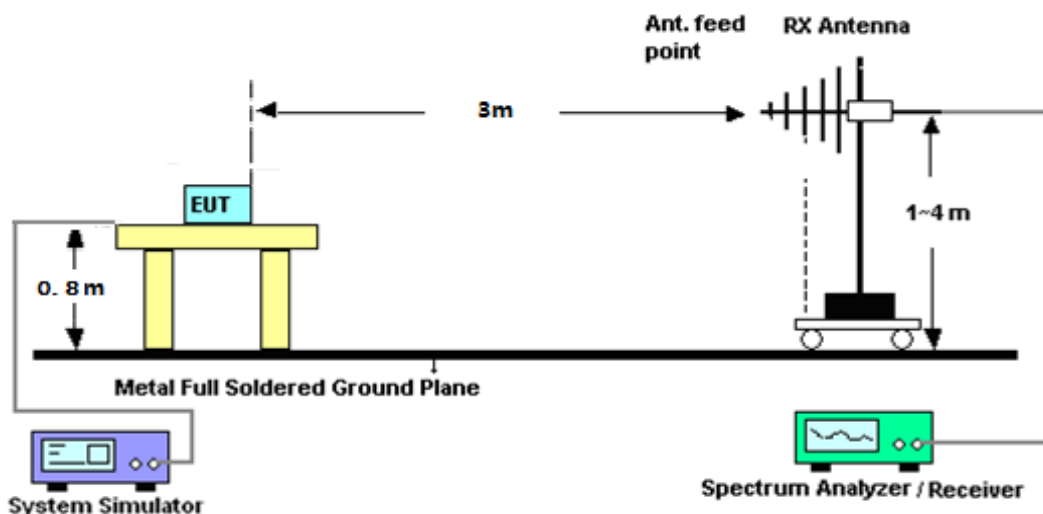 Ant. feed
point
RX Antenna
3m
EUT
1~4 m
0. 8 m
Metal Full Soldered Ground Plane
System Simulator
Spectrum Analyzer / Receiver